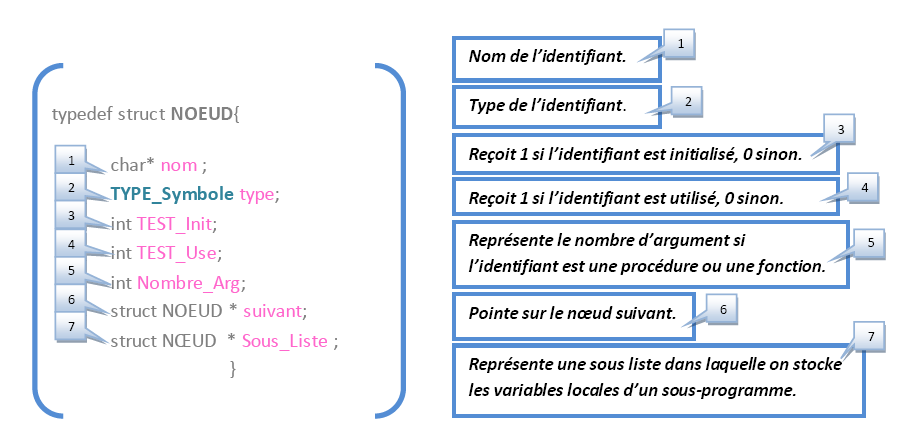 typedef struct NOEUD{
1 char* nom ;
2 TYPE_Symbole type;
3 int TEST_Init;
4 int TEST_Use;
5 int Nombre_Arg;
6 struct NOEUD * suivant;
7 struct NŒUD * Sous_Liste ;
}
Nom de l’identifiant. 1
Type de l’identifiant. 2
Reçoit 1 si l’identifiant est initialisé, 0 sinon. 3
Reçoit 1 si l’identifiant est utilisé, 0 sinon. 4
Représente le nombre d’argument si
l’identifiant est une procédure ou une fonction. 5
Pointe sur le nœud suivant. 6
Représente une sous liste dans laquelle on stocke 7
les variables locales d’un sous-programme.